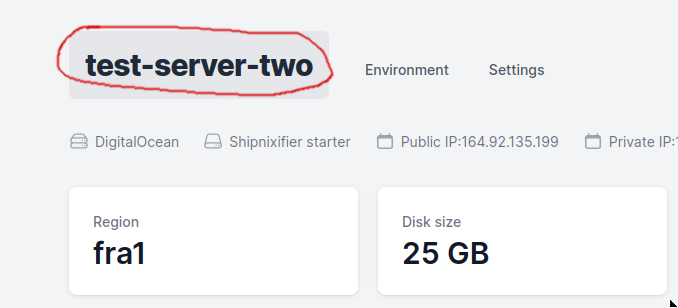 test-server-two Environment Settings
DigitalOcean Shipnixifier starter Public IP:164.92.135.199 Private IP:
Region Disk size
fra1 25 GB